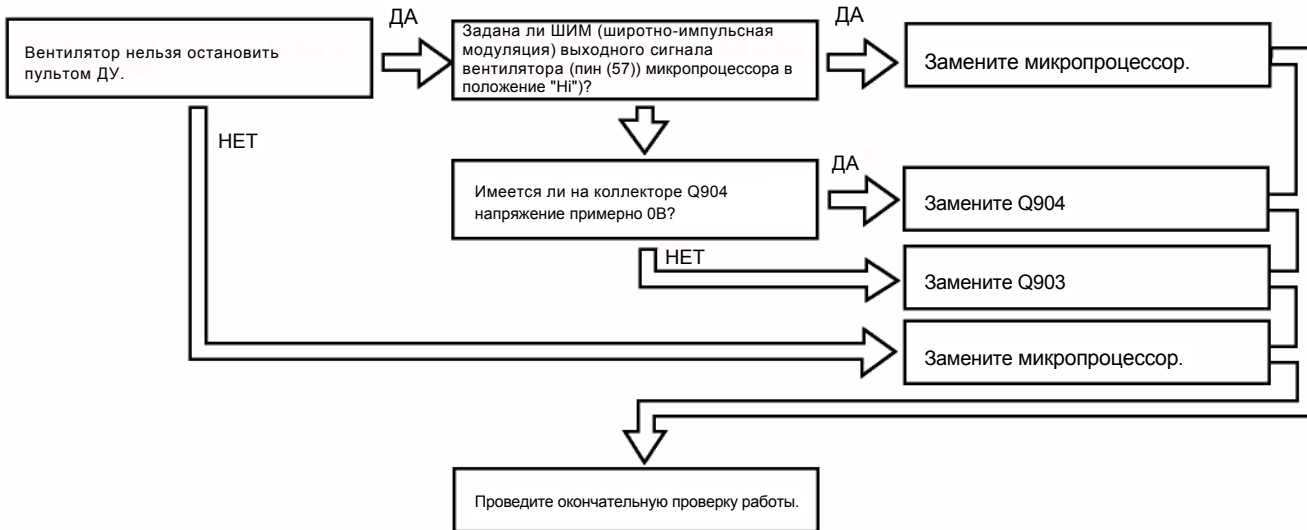 ДА
ДА
Вентилятор нельзя остановить
пультом ДУ.
Задана ли ШИМ (широтно-импульсная
модуляция) выходного сигнала
вентилятора (пин (57)) микропроцессора в
положение "Hi")?
Замените микропроцессор.
НЕТ
ДА
Имеется ли на коллекторе Q904
напряжение примерно 0В?
Замените Q904
НЕТ
Замените Q903
Замените микропроцессор.
Проведите окончательную проверку работы.